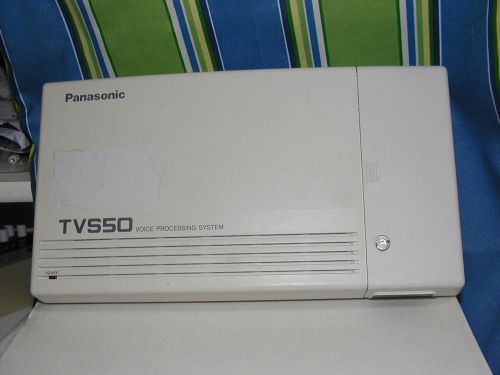 Panasonic
TVS50 VOICE PROCESSING SYSTEM
POWER